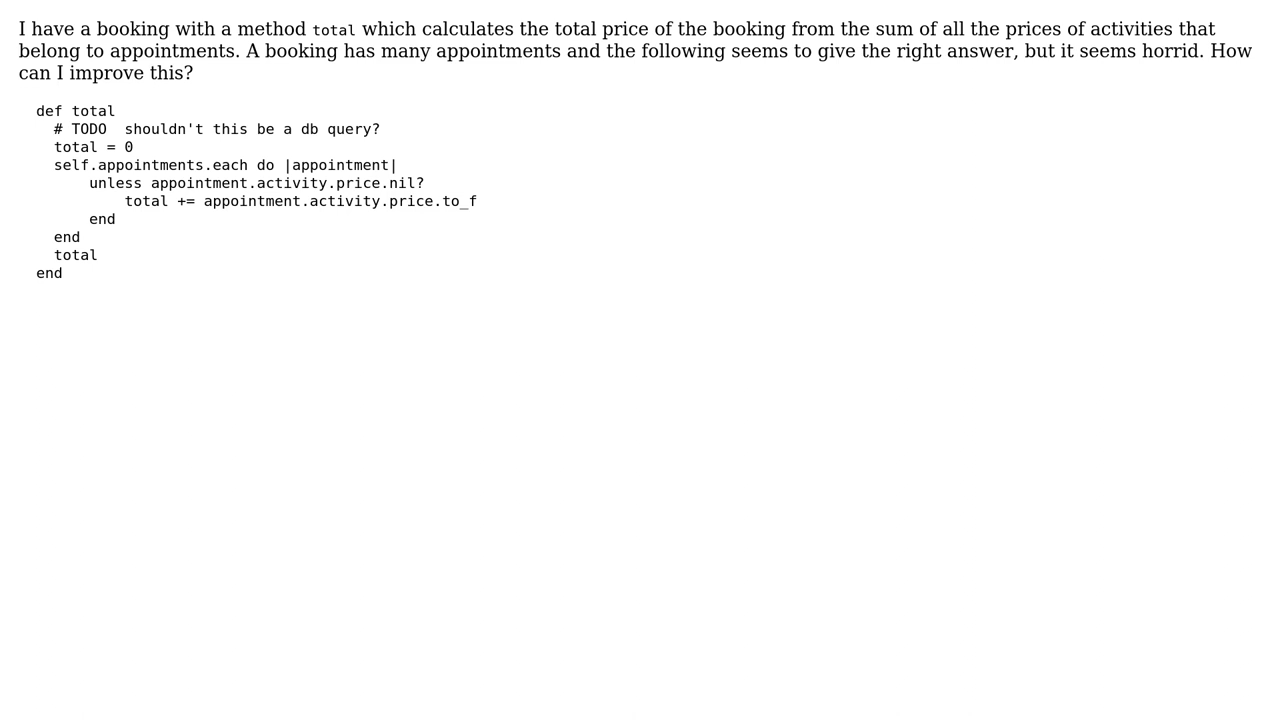 I have a booking with a method total which calculates the total price of the booking from the sum of all the prices of activities that
belong to appointments. A booking has many appointments and the following seems to give the right answer, but it seems horrid. How
can I improve this?
def total
  # TODO  shouldn't this be a db query?
  total = 0
  self.appointments.each do |appointment|
      unless appointment.activity.price.nil?
          total += appointment.activity.price.to_f
      end
  end
  total
end